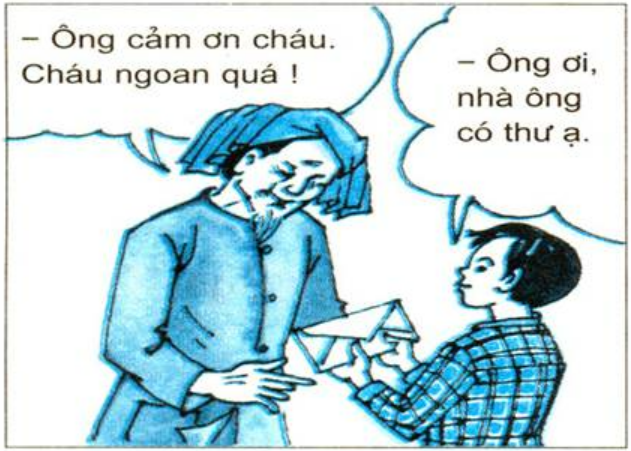 – Ông cảm ơn cháu.
Cháu ngoan quá !
– Ông ơi,
nhà ông
có thư ạ.